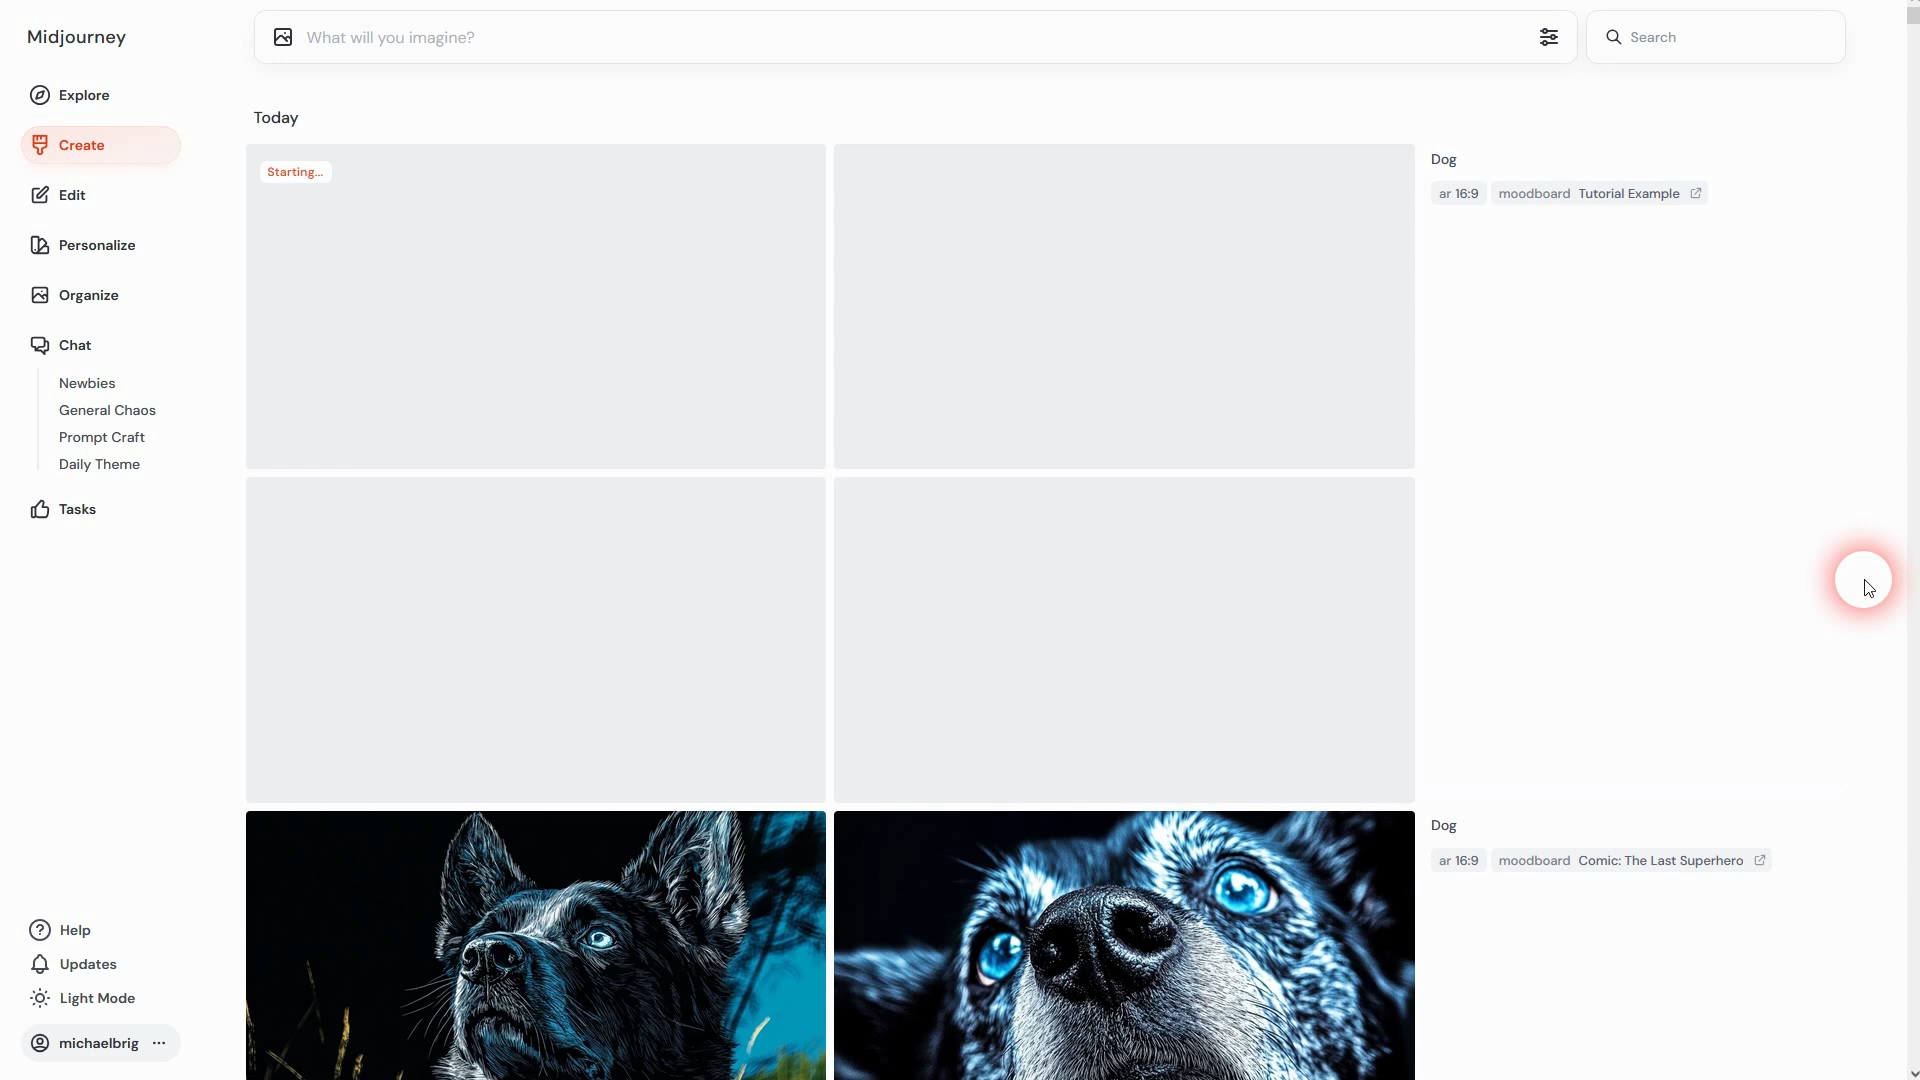 Midjourney
What will you imagine?
Search
Explore
Create
Edit
Personalize
Organize
Chat
Newbies
General Chaos
Prompt Craft
Daily Theme
Tasks
Help
Updates
Light Mode
michaelbrig ...
Today
Starting...
Dog
ar 16:9 moodboard Tutorial Example
Dog
ar 16:9 moodboard Comic: The Last Superhero